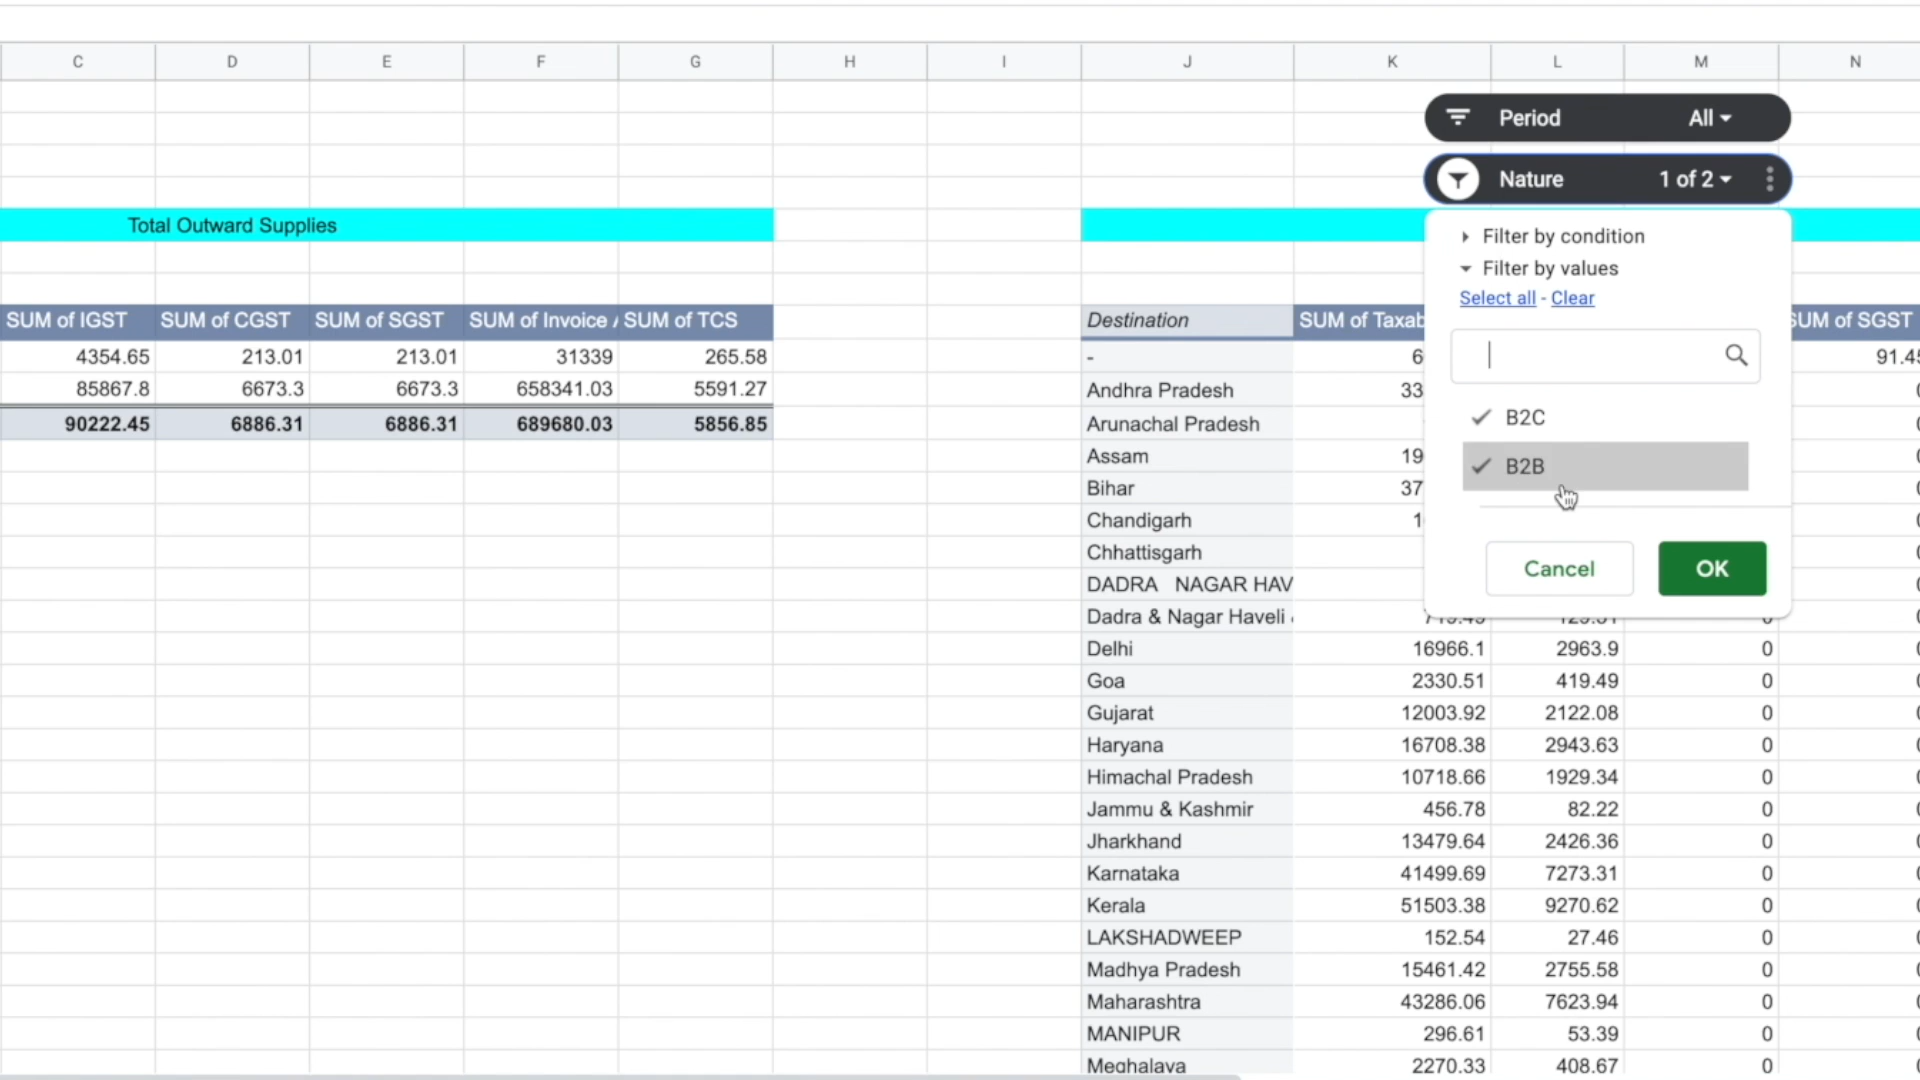 C D E F G H I J K L M N
Period All
Nature 1 of 2
Total Outward Supplies
Filter by condition
Filter by values
Select all - Clear
B2C
B2B
Cancel OK
SUM of IGST SUM of CGST SUM of SGST SUM of Invoice SUM of TCS
4354.65 213.01 213.01 31339 265.58
85867.8 6673.3 6673.3 658341.03 5591.27
90222.45 6886.31 6886.31 689680.03 5856.85
Destination SUM of Taxab SUM of SGST
- 6 91.45
Andhra Pradesh 33
Arunachal Pradesh
Assam 19
Bihar 37
Chandigarh 1
Chhattisgarh
DADRA NAGAR HAV
Dadra & Nagar Haveli
Delhi 16966.1 2963.9 0
Goa 2330.51 419.49 0
Gujarat 12003.92 2122.08 0
Haryana 16708.38 2943.63 0
Himachal Pradesh 10718.66 1929.34 0
Jammu & Kashmir 456.78 82.22 0
Jharkhand 13479.64 2426.36 0
Karnataka 41499.69 7273.31 0
Kerala 51503.38 9270.62 0
LAKSHADWEEP 152.54 27.46 0
Madhya Pradesh 15461.42 2755.58 0
Maharashtra 43286.06 7623.94 0
MANIPUR 296.61 53.39 0
Meghalaya 2270.33 408.67 0